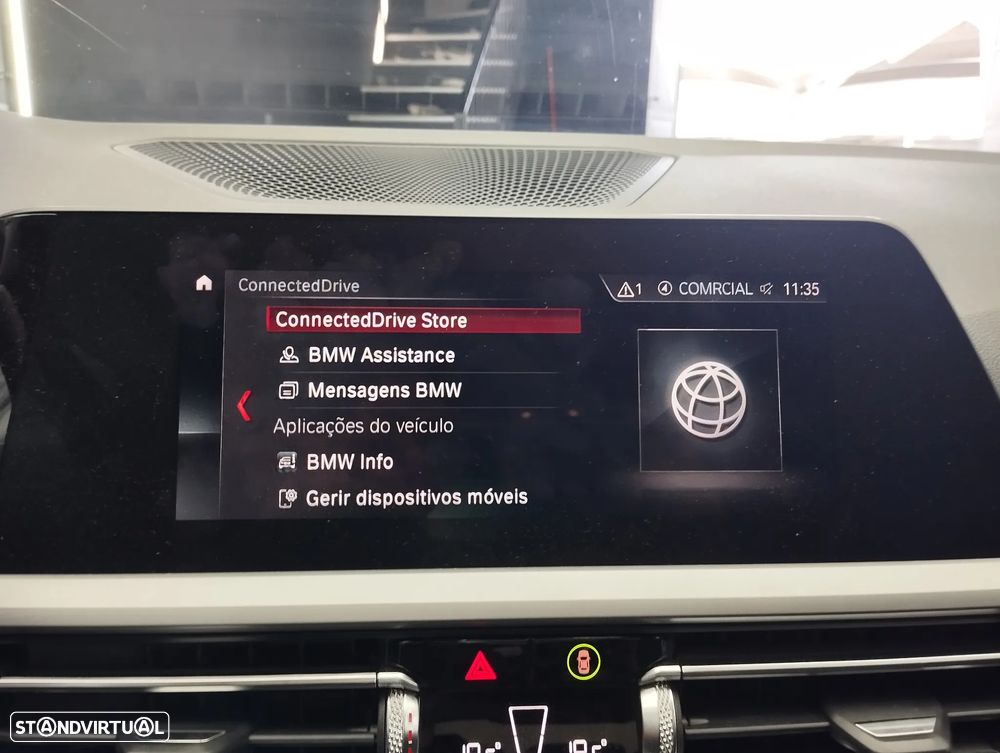 ConnectedDrive
1 4 COMRCIAL 11:35
ConnectedDrive Store
BMW Assistance
Mensagens BMW
Aplicações do veículo
BMW Info
Gerir dispositivos móveis
STANDVIRTUAL